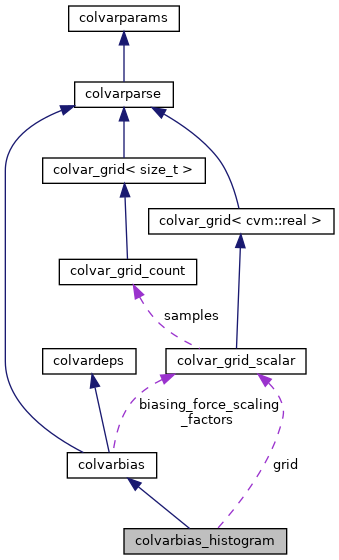 colvarparams
colvarparse
colvar_grid< size_t >
colvar_grid< cvm::real >
colvar_grid_count
samples
colvardeps
colvar_grid_scalar
biasing_force_scaling
_factors
colvarbias
grid
colvarbias_histogram